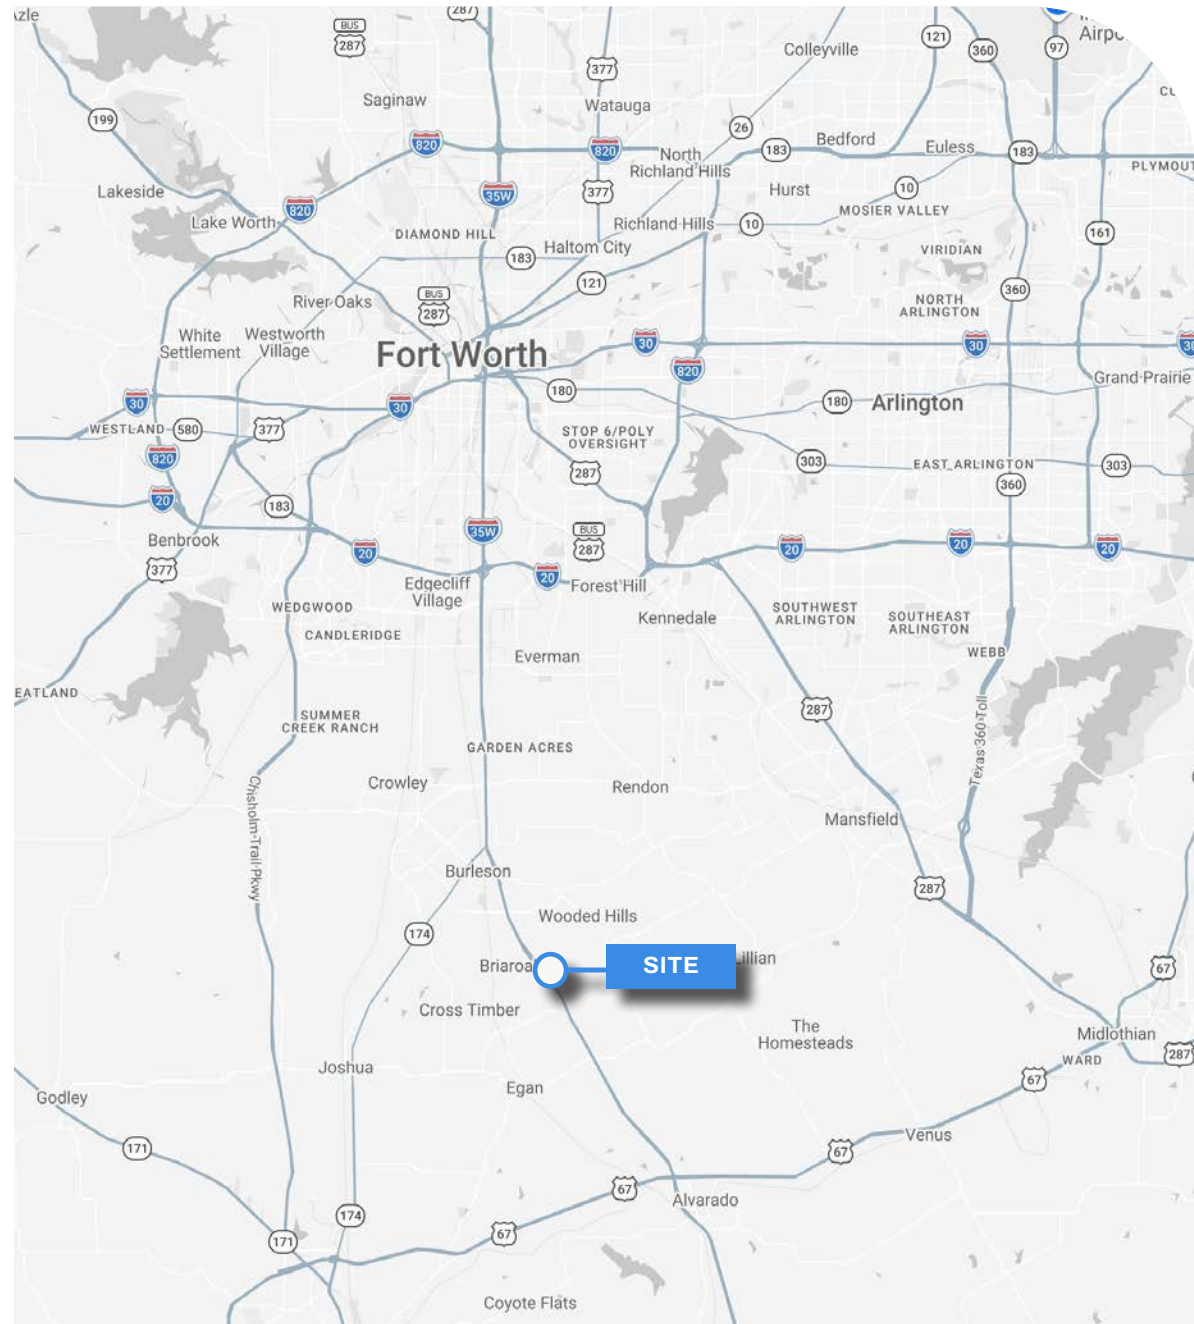 287
Azle
BUS
287
121
360
97
Airpo
Colleyville
377
Saginaw
Watauga
199
26
Bedford
820
820
North
Richland Hills
183
Euless
183
PLYMOUT
Lakeside
35W
377
Hurst
10
Lake Worth
820
MOSIER VALLEY
Richland Hills
10
DIAMOND HILL
Haltom City
161
183
VIRIDIAN
121
360
River Oaks
BUS
287
NORTH
ARLINGTON
White
Settlement
Westworth
Village
Fort Worth
30
30
30
820
Grand Prairie
30
30
180
180
Arlington
WESTLAND
580
377
STOP 6/POLY
OVERSIGHT
820
287
303
EAST ARLINGTON
303
360
20
183
35W
BUS
287
Benbrook
20
20
20
20
377
Edgecliff
Village
20
Forest Hill
WEDGWOOD
Kennedale
SOUTHWEST
ARLINGTON
SOUTHEAST
ARLINGTON
CANDLERIDGE
Everman
WEBB
EATLAND
287
SUMMER
CREEK RANCH
Texas 360 Toll
GARDEN ACRES
Crowley
Rendon
Chisholm Trail Pkwy
Mansfield
Burleson
287
Wooded Hills
174
Briaroa
SITE
illian
67
Cross Timber
The
Homesteads
Midlothian
287
WARD
Joshua
67
Egan
Godley
171
Venus
67
67
Alvarado
174
67
171
Coyote Flats